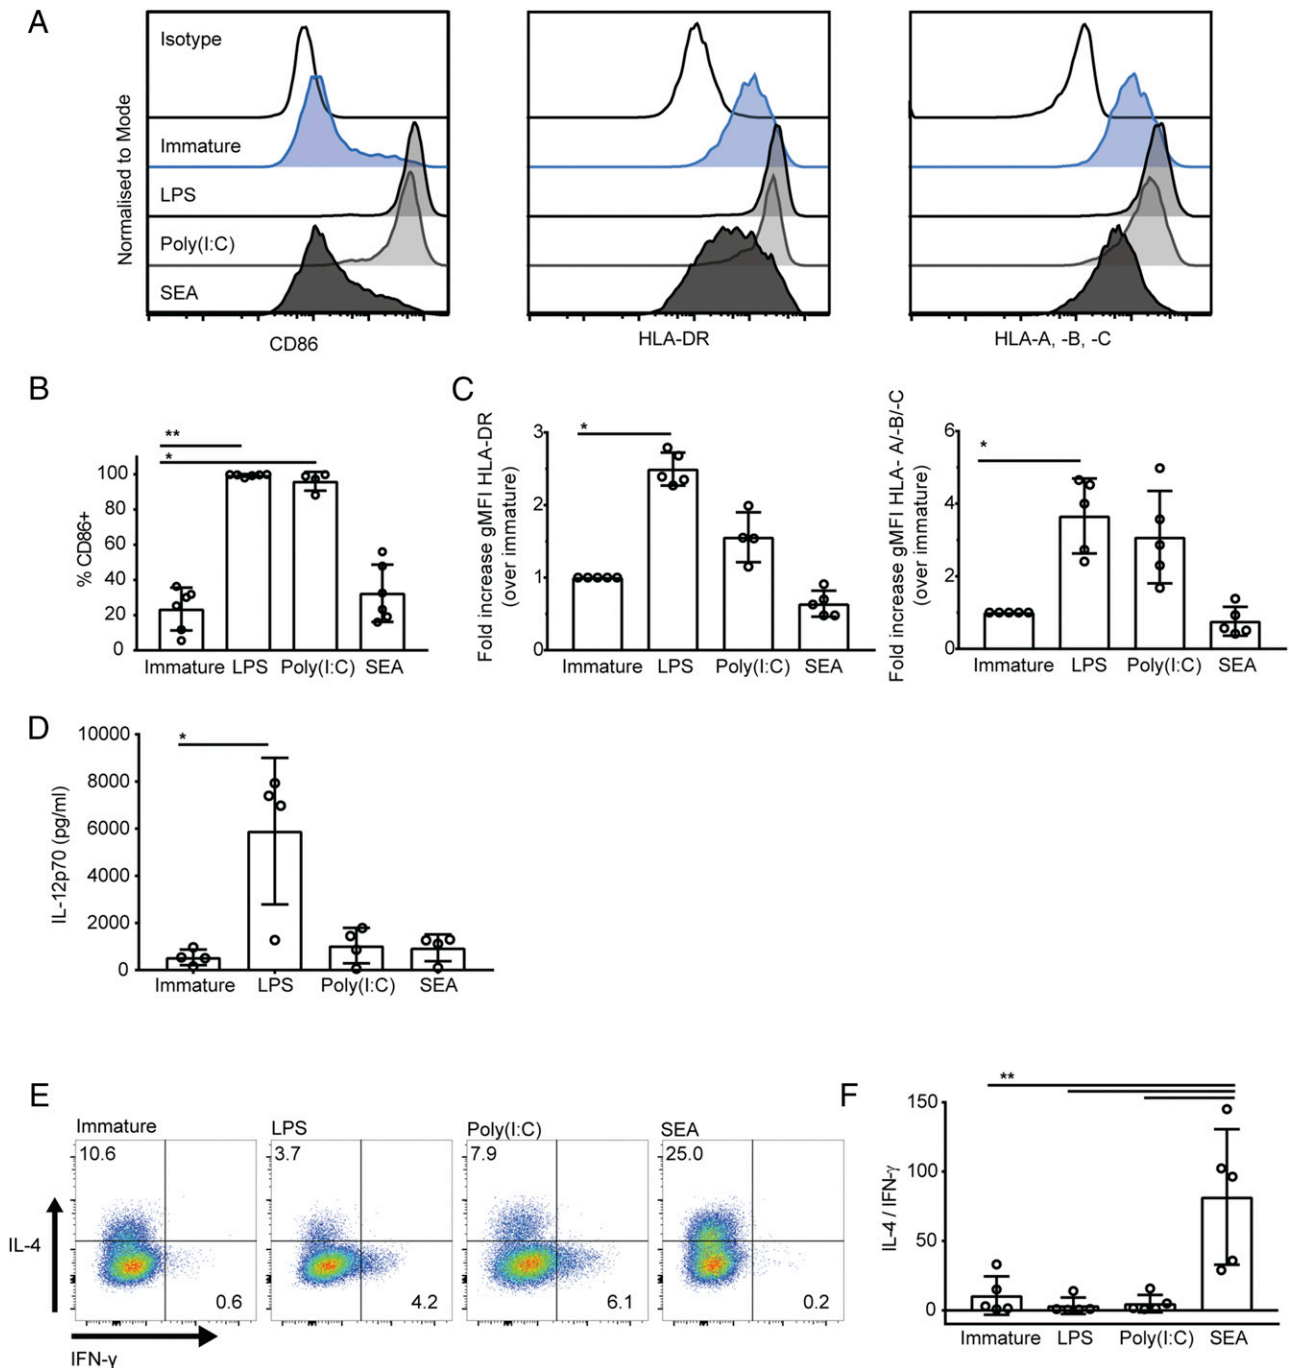 A
Normalised to Mode
Isotype
Immature
LPS
Poly(I:C)
SEA
CD86
HLA-DR
HLA-A, -B, -C
B
% CD86+
100
80
60
40
20
0
**
*
Immature LPS Poly(I:C) SEA
C
Fold increase gMFI HLA-DR
(over immature)
3
2
1
0
*
Immature LPS Poly(I:C) SEA
Fold increase gMFI HLA- A/-B/-C
(over immature)
6
4
2
0
*
Immature LPS Poly(I:C) SEA
D
IL-12p70 (pg/ml)
10000
8000
6000
4000
2000
0
*
Immature LPS Poly(I:C) SEA
E
Immature LPS Poly(I:C) SEA
10.6 3.7 7.9 25.0
IL-4
0.6 4.2 6.1 0.2
IFN-γ
F
IL-4 / IFN-γ
150
100
50
0
**
Immature LPS Poly(I:C) SEA